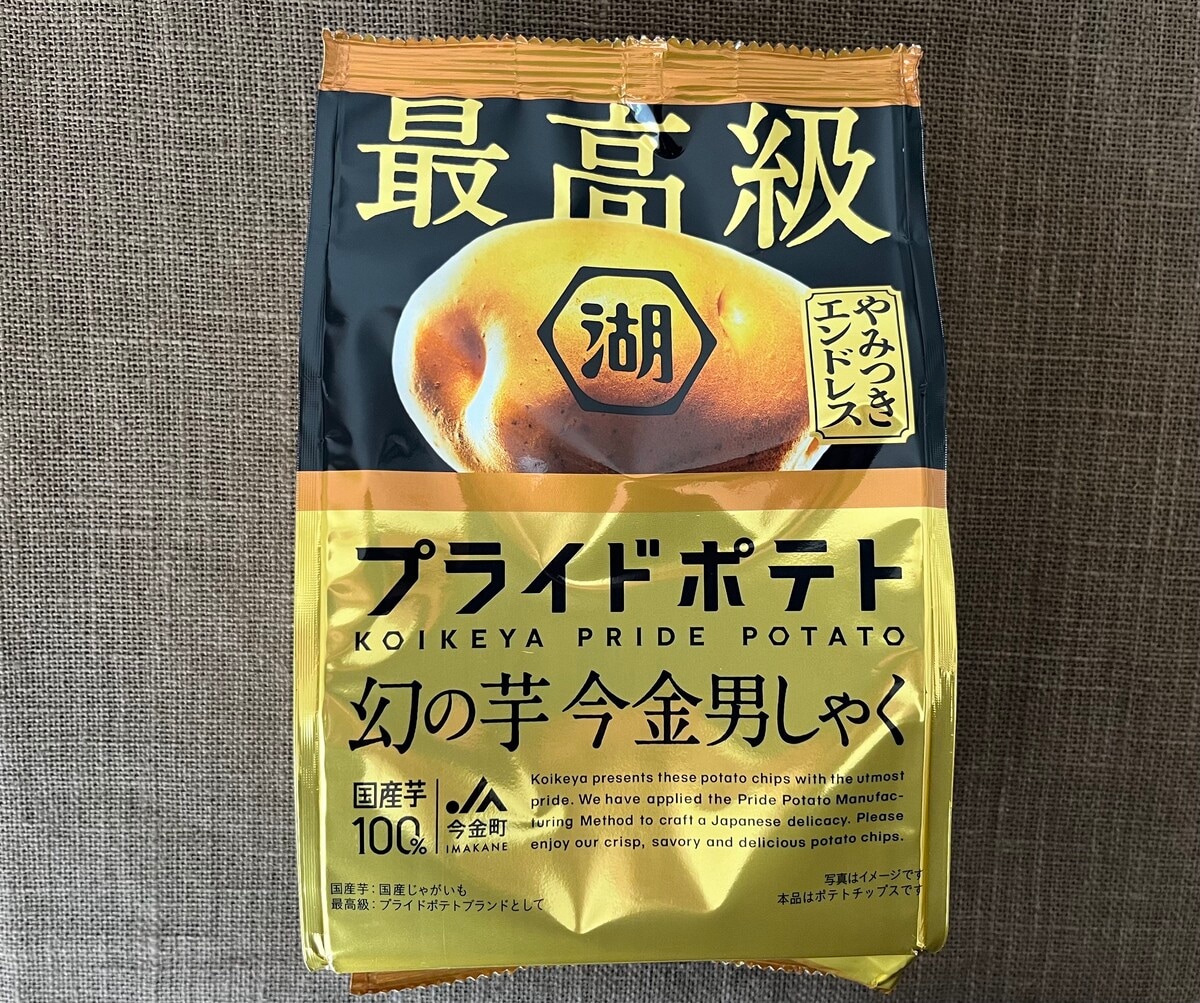 最高級
湖
やみつき
エンドレス
プライドポテト
KOIKEYA PRIDE POTATO
幻の芋 今金男しゃく
国産芋
100%
JA
今金町
IMAKANE
Koikeya presents these potato chips with the utmost
pride. We have applied the Pride Potato Manufac-
turing Method to craft a Japanese delicacy. Please
enjoy our crisp, savory and delicious potato chips.
国産芋：国産じゃがいも
最高級：プライドポテトブランドとして
写真はイメージです
本品はポテトチップスです